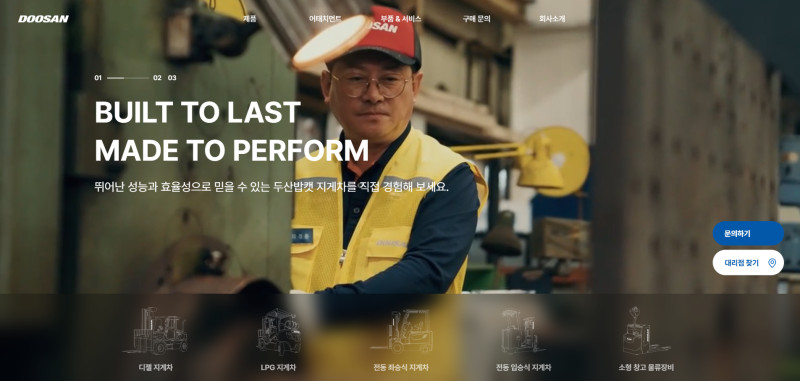 DOOSAN
제품
어태치먼트
부품 & 서비스
구매 문의
회사소개
01
02
03
BUILT TO LAST
MADE TO PERFORM
뛰어난 성능과 효율성으로 믿을 수 있는 두산밥캣 지게차를 직접 경험해 보세요.
문의하기
대리점 찾기
디젤 지게차
LPG 지게차
전동 좌승식 지게차
전동 입승식 지게차
소형 창고 물류장비